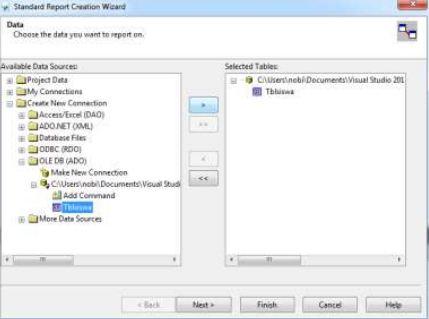 Standard Report Creation Wizard
Data
Choose the data you want to report on.
Available Data Sources:
Project Data
My Connections
Create New Connection
Access/Excel (DAO)
ADO.NET (XML)
Database Files
ODBC (RDO)
OLE DB (ADO)
Make New Connection
C:\Users\nobi\Documents\Visual Studi
Add Command
Tblsiswa
More Data Sources
>
>>
<
<<
Selected Tables:
C:\Users\nobi\Documents\Visual Studio 201
Tblsiswa
< Back
Next >
Finish
Cancel
Help